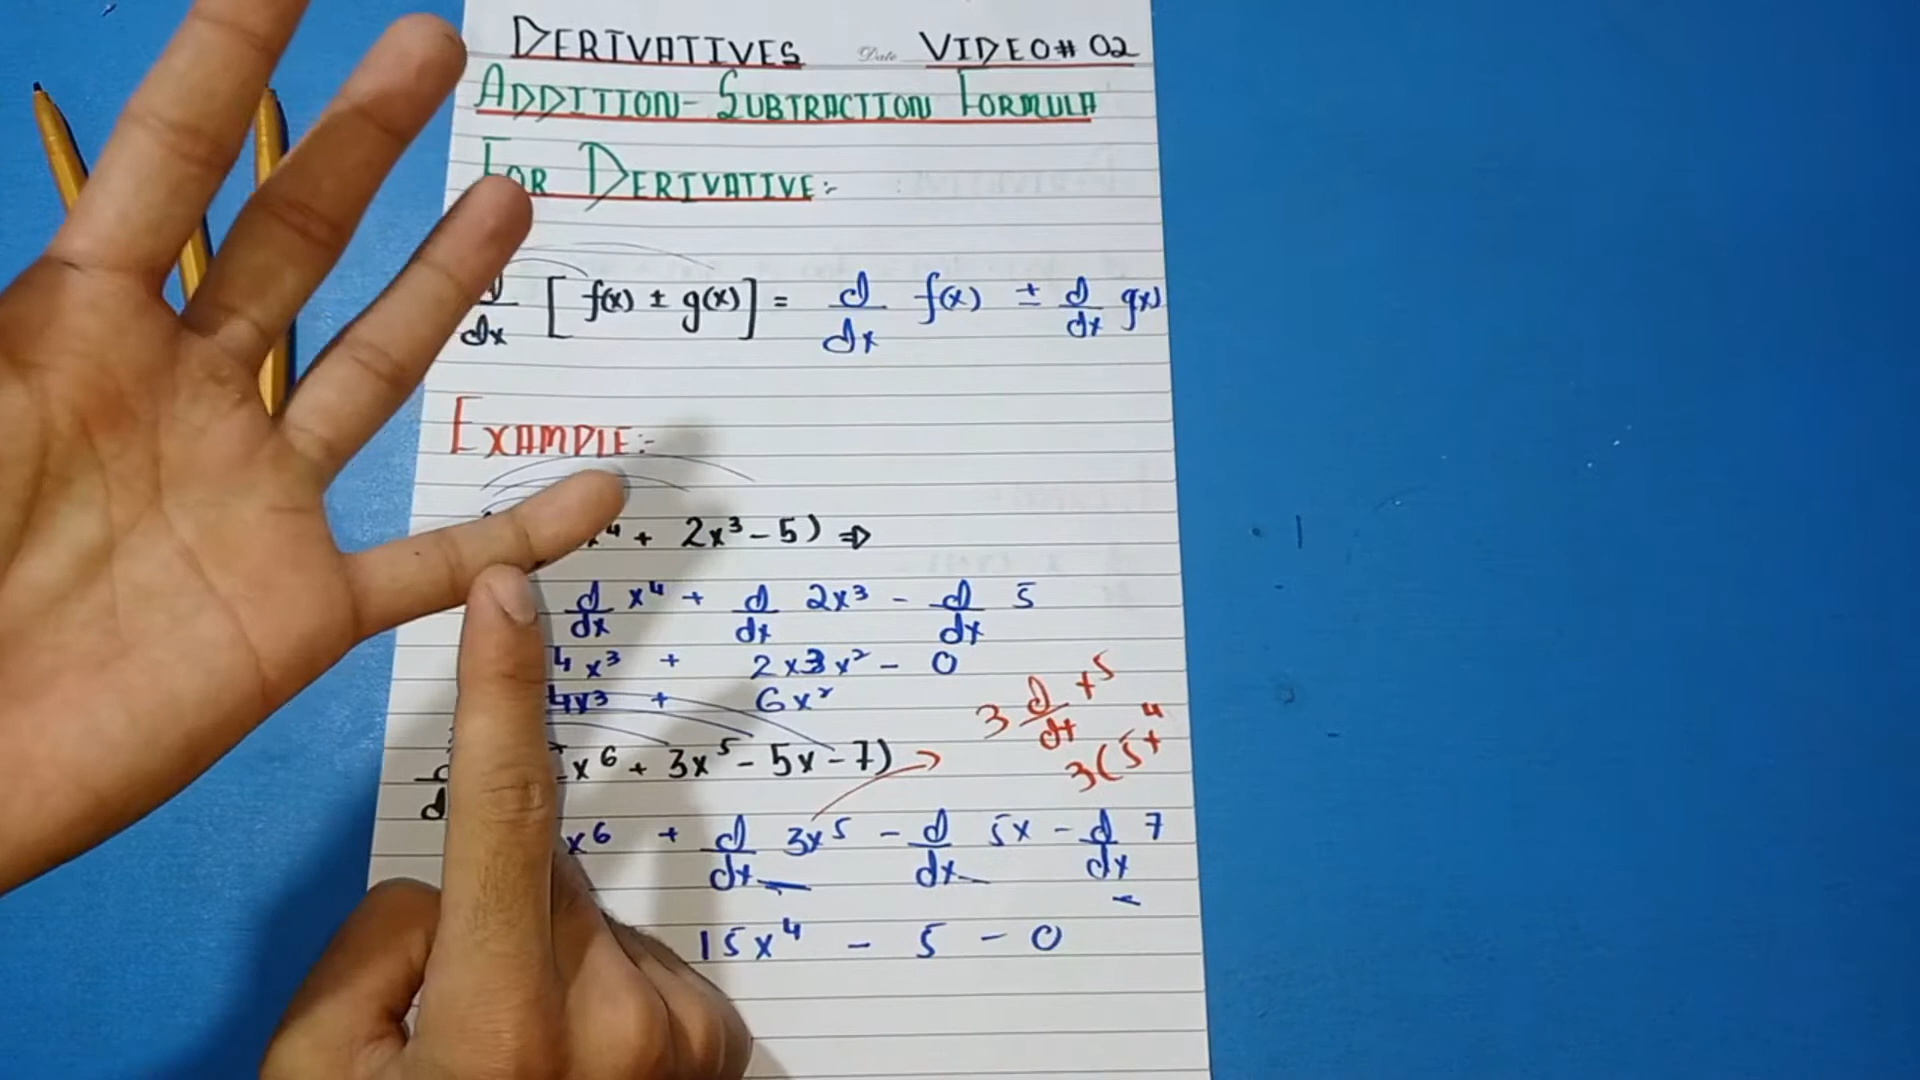 DERIVATIVES Date VIDEO# 02
ADDITION-SUBTRACTION FORMULA
FOR DERIVATIVE:-
d/dx [f(x) ± g(x)] = d/dx f(x) ± d/dx g(x)
EXAMPLE:-
x⁴ + 2x³ - 5) ⇒
d/dx x⁴ + d/dx 2x³ - d/dx 5
4x³ + 2x3x² - 0
4x³ + 6x²
3 d/dx x⁵
3(5x⁴
x⁶ + 3x⁵ - 5x - 7) →
x⁶ + d/dx 3x⁵ - d/dx 5x - d/dx 7
15x⁴ - 5 - 0